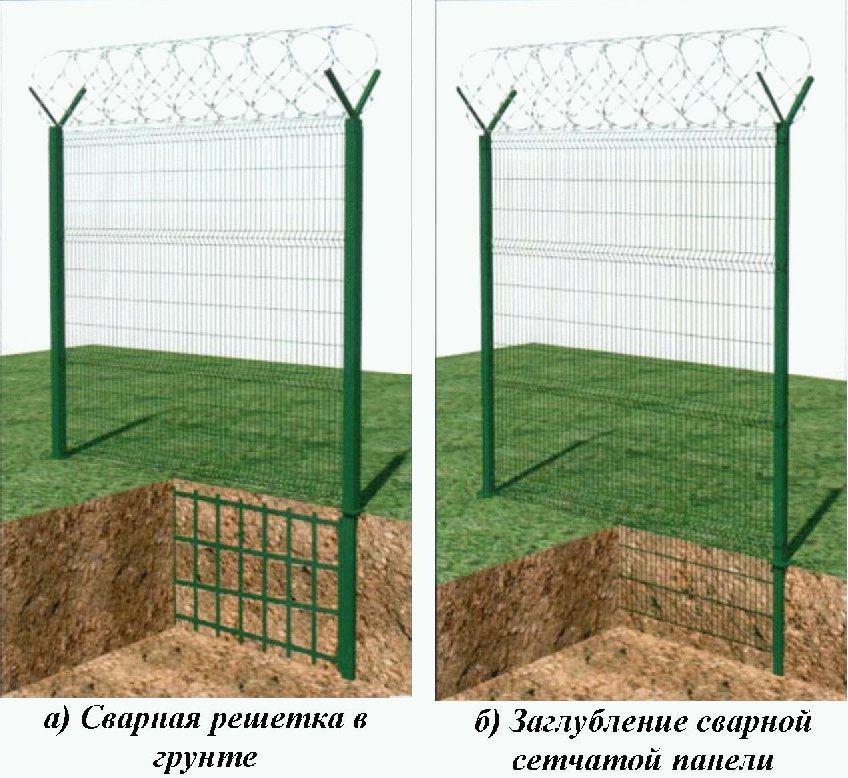 а) Сварная решетка в
грунте
б) Заглубление сварной
сетчатой панели